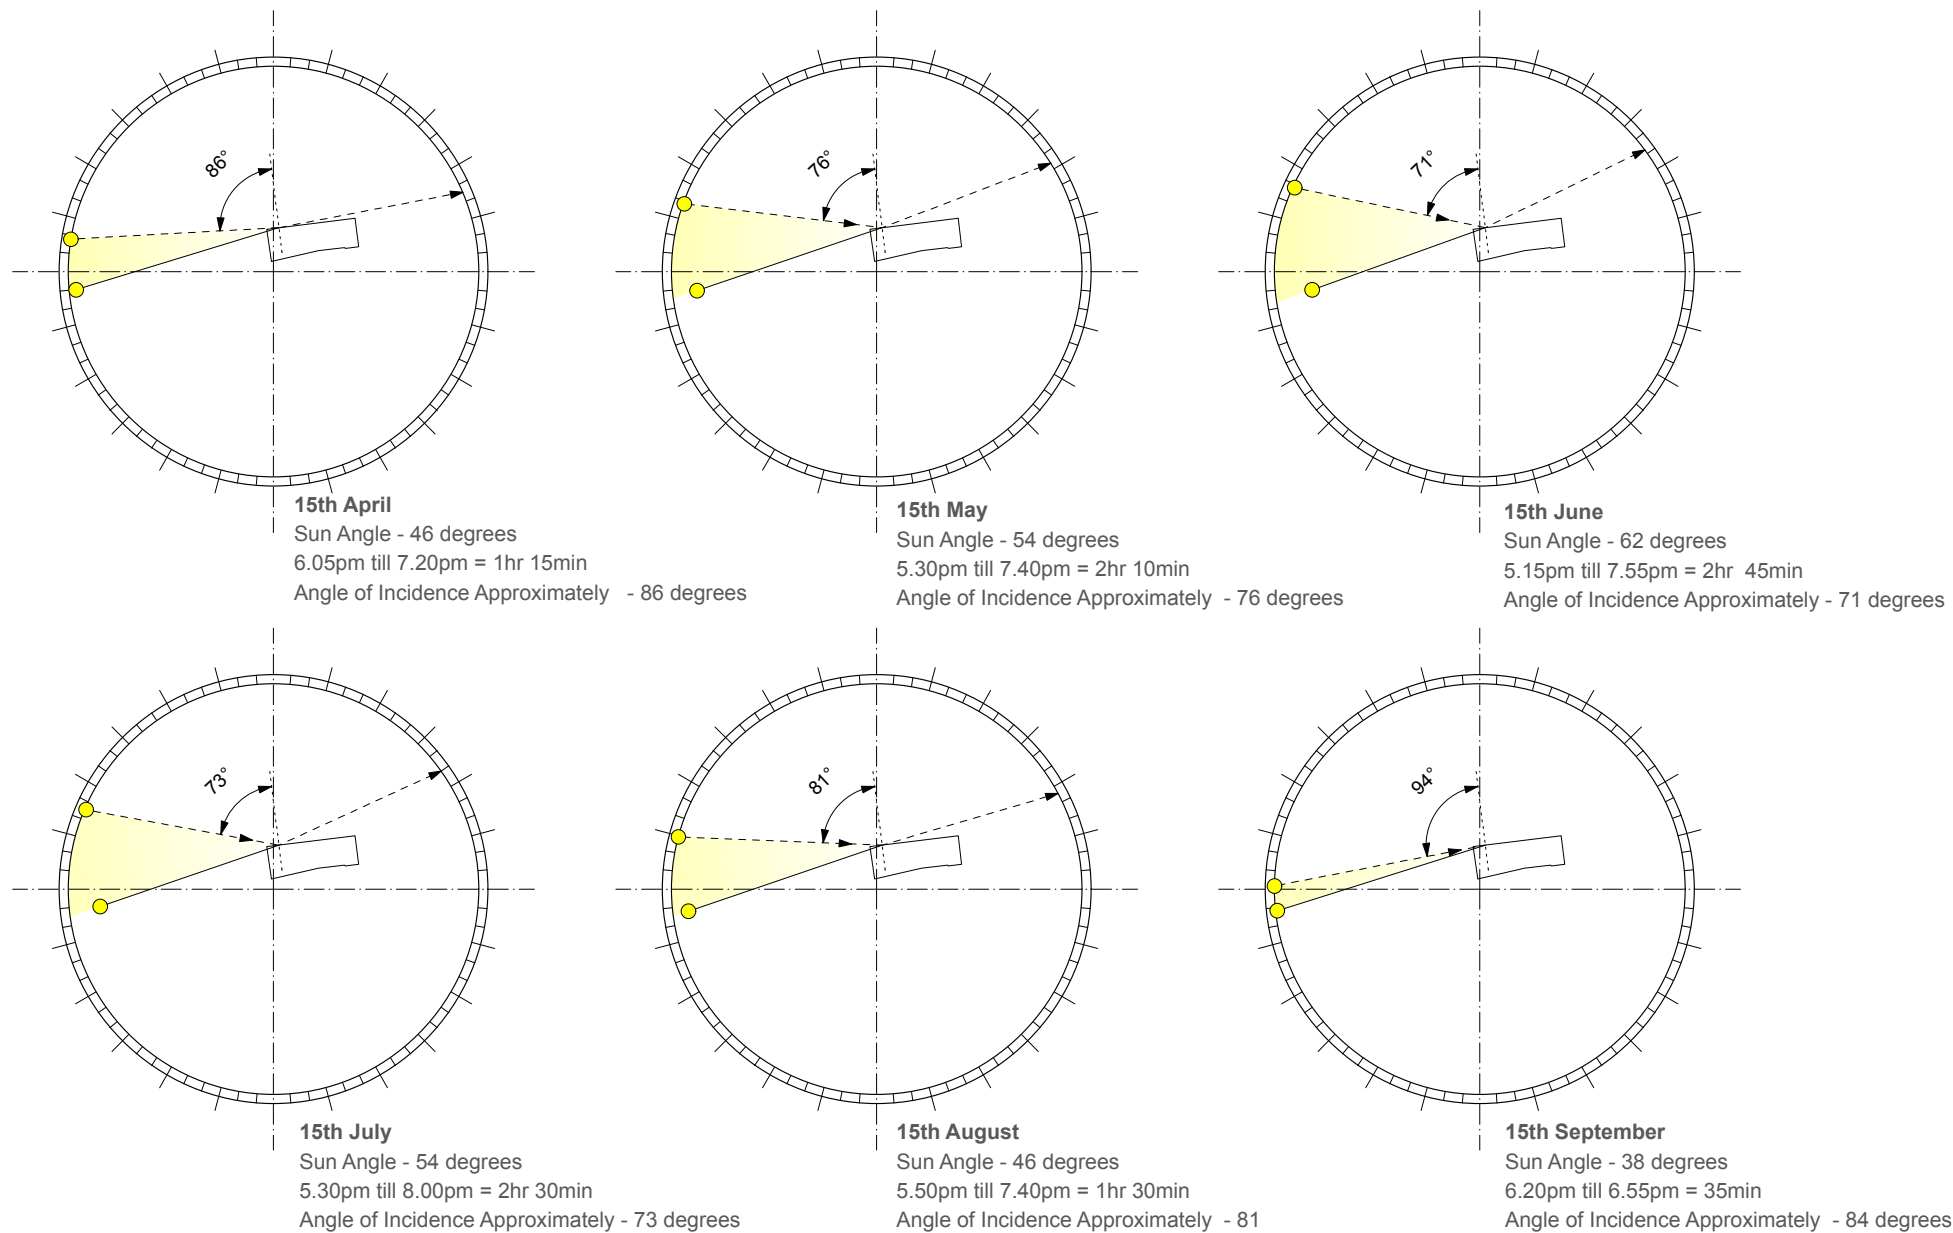 86°
76°
71°
15th April
Sun Angle - 46 degrees
6.05pm till 7.20pm = 1hr 15min
Angle of Incidence Approximately - 86 degrees
15th May
Sun Angle - 54 degrees
5.30pm till 7.40pm = 2hr 10min
Angle of Incidence Approximately - 76 degrees
15th June
Sun Angle - 62 degrees
5.15pm till 7.55pm = 2hr 45min
Angle of Incidence Approximately - 71 degrees
73°
81°
94°
15th July
Sun Angle - 54 degrees
5.30pm till 8.00pm = 2hr 30min
Angle of Incidence Approximately - 73 degrees
15th August
Sun Angle - 46 degrees
5.50pm till 7.40pm = 1hr 30min
Angle of Incidence Approximately - 81
15th September
Sun Angle - 38 degrees
6.20pm till 6.55pm = 35min
Angle of Incidence Approximately - 84 degrees